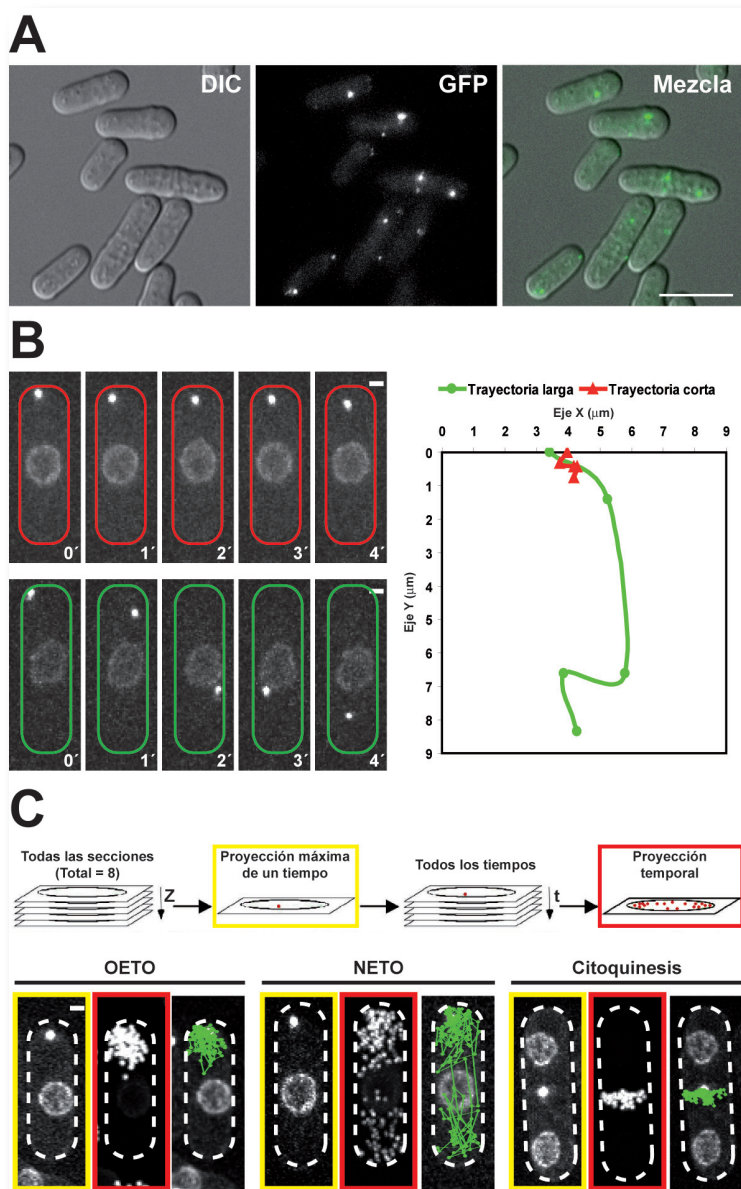 A
DIC
GFP
Mezcla
B
0´
1´
2´
3´
4´
0´
1´
2´
3´
4´
Trayectoria larga
Trayectoria corta
Eje X (μm)
0 1 2 3 4 5 6 7 8 9
Eje Y (μm)
0
1
2
3
4
5
6
7
8
9
C
Todas las secciones
(Total = 8)
Z
Proyección máxima
de un tiempo
Todos los tiempos
t
Proyección
temporal
OETO
NETO
Citoquinesis